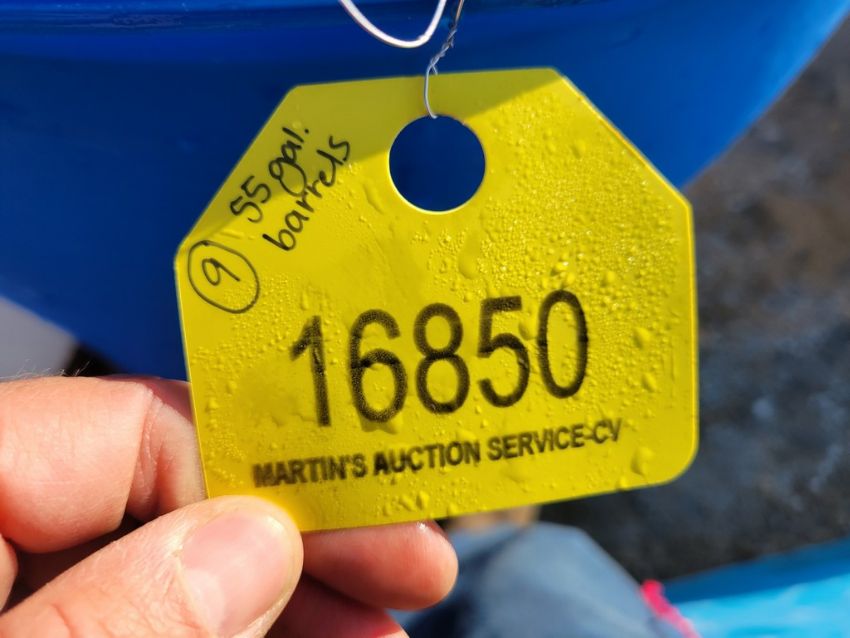 55 gal.
barrels
9
16850
MARTIN'S AUCTION SERVICE-CV